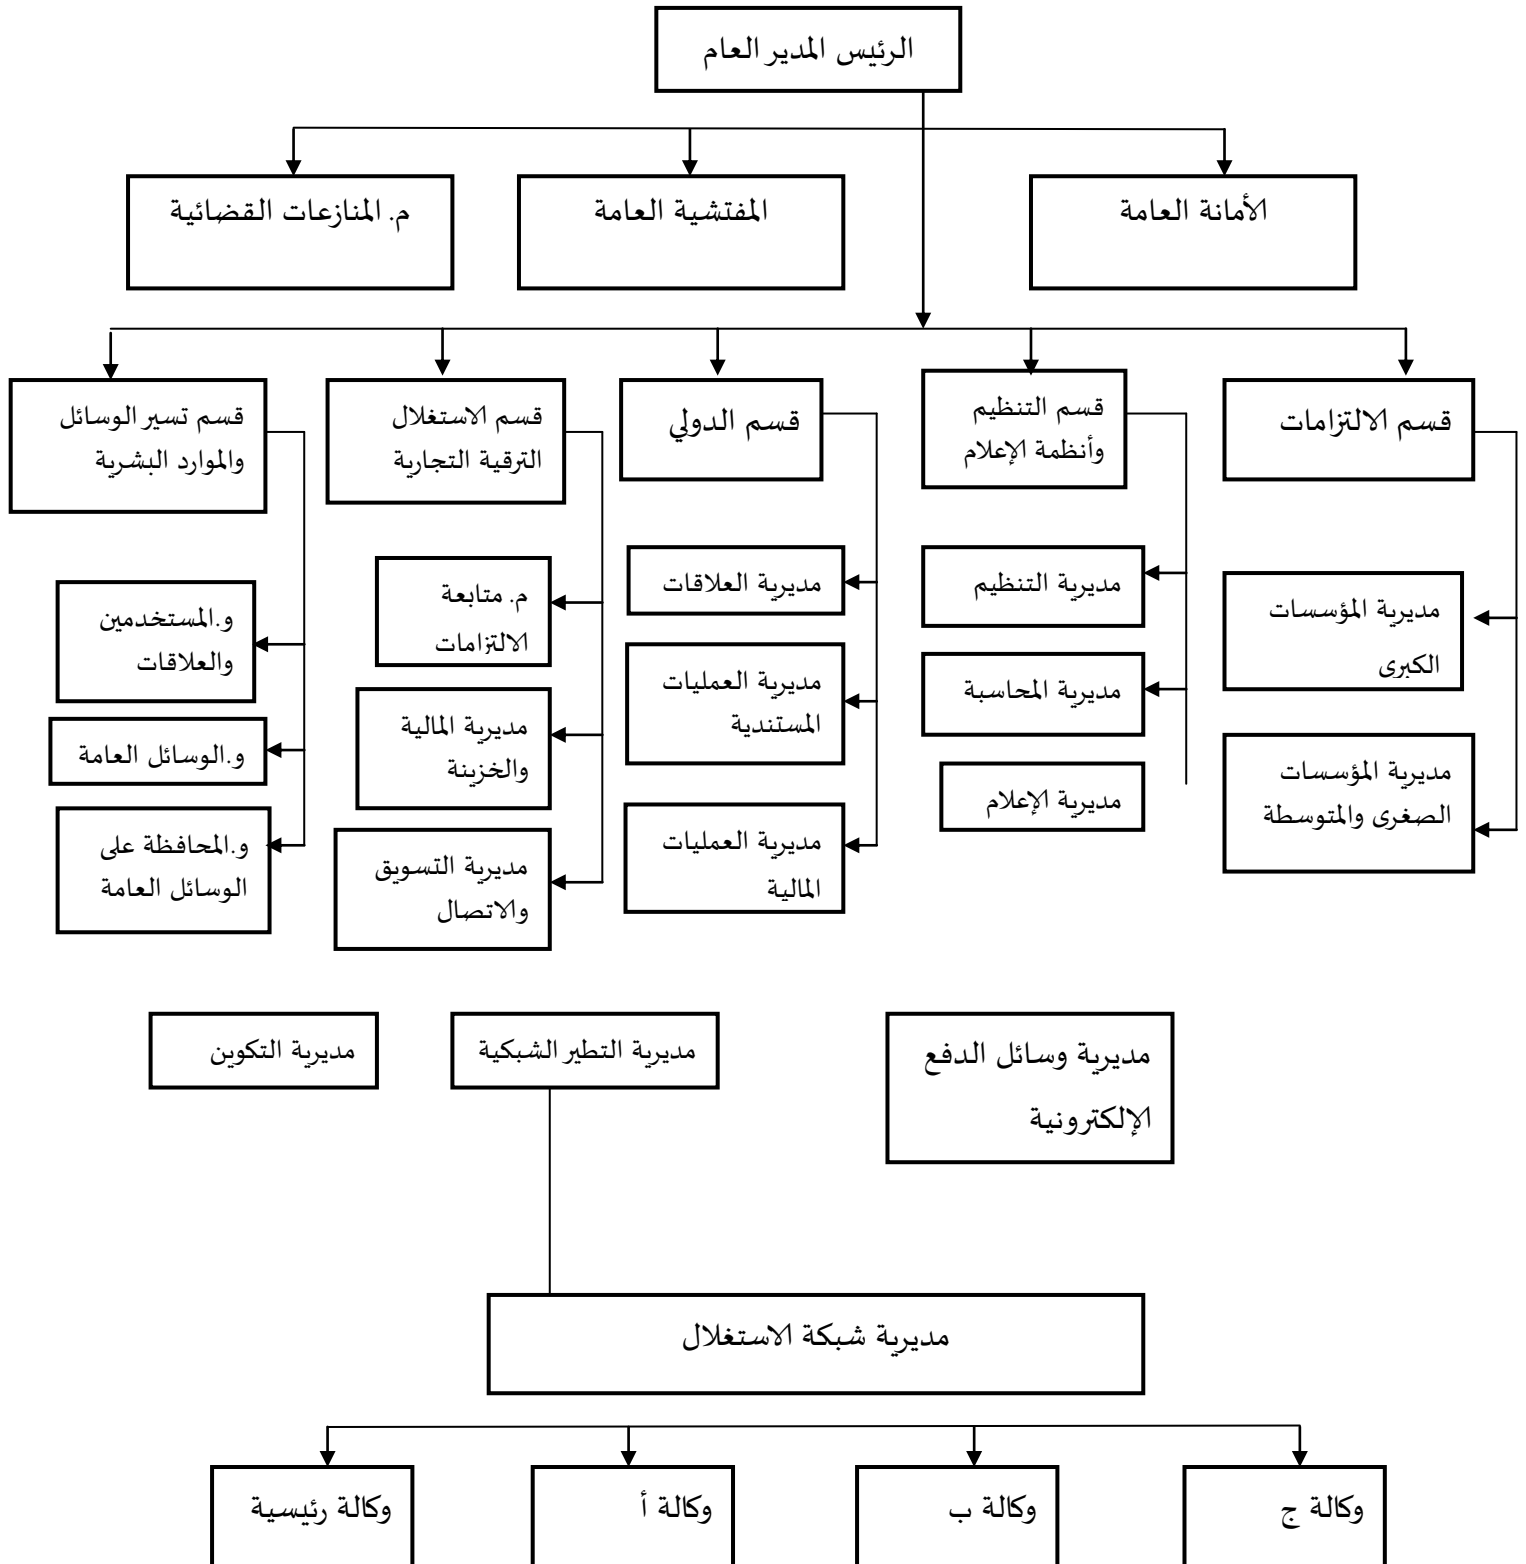 الرئيس المدير العام
الأمانة العامة
المفتشية العامة
م. المنازعات القضائية
قسم الالتزامات
قسم التنظيم
وأنظمة الإعلام
قسم الدولي
قسم الاستغلال
الترقية التجارية
قسم تسير الوسائل
والموارد البشرية
مديرية المؤسسات
الكبرى
مديرية المؤسسات
الصغرى والمتوسطة
مديرية التنظيم
مديرية المحاسبة
مديرية الإعلام
مديرية العلاقات
مديرية العمليات
المستندية
مديرية العمليات
المالية
م. متابعة
الالتزامات
مديرية المالية
والخزينة
مديرية التسويق
والاتصال
و.المستخدمين
والعلاقات
و.الوسائل العامة
و.المحافظة على
الوسائل العامة
مديرية وسائل الدفع
الإلكترونية
مديرية التطير الشبكية
مديرية التكوين
مديرية شبكة الاستغلال
وكالة ج
وكالة ب
وكالة أ
وكالة رئيسية